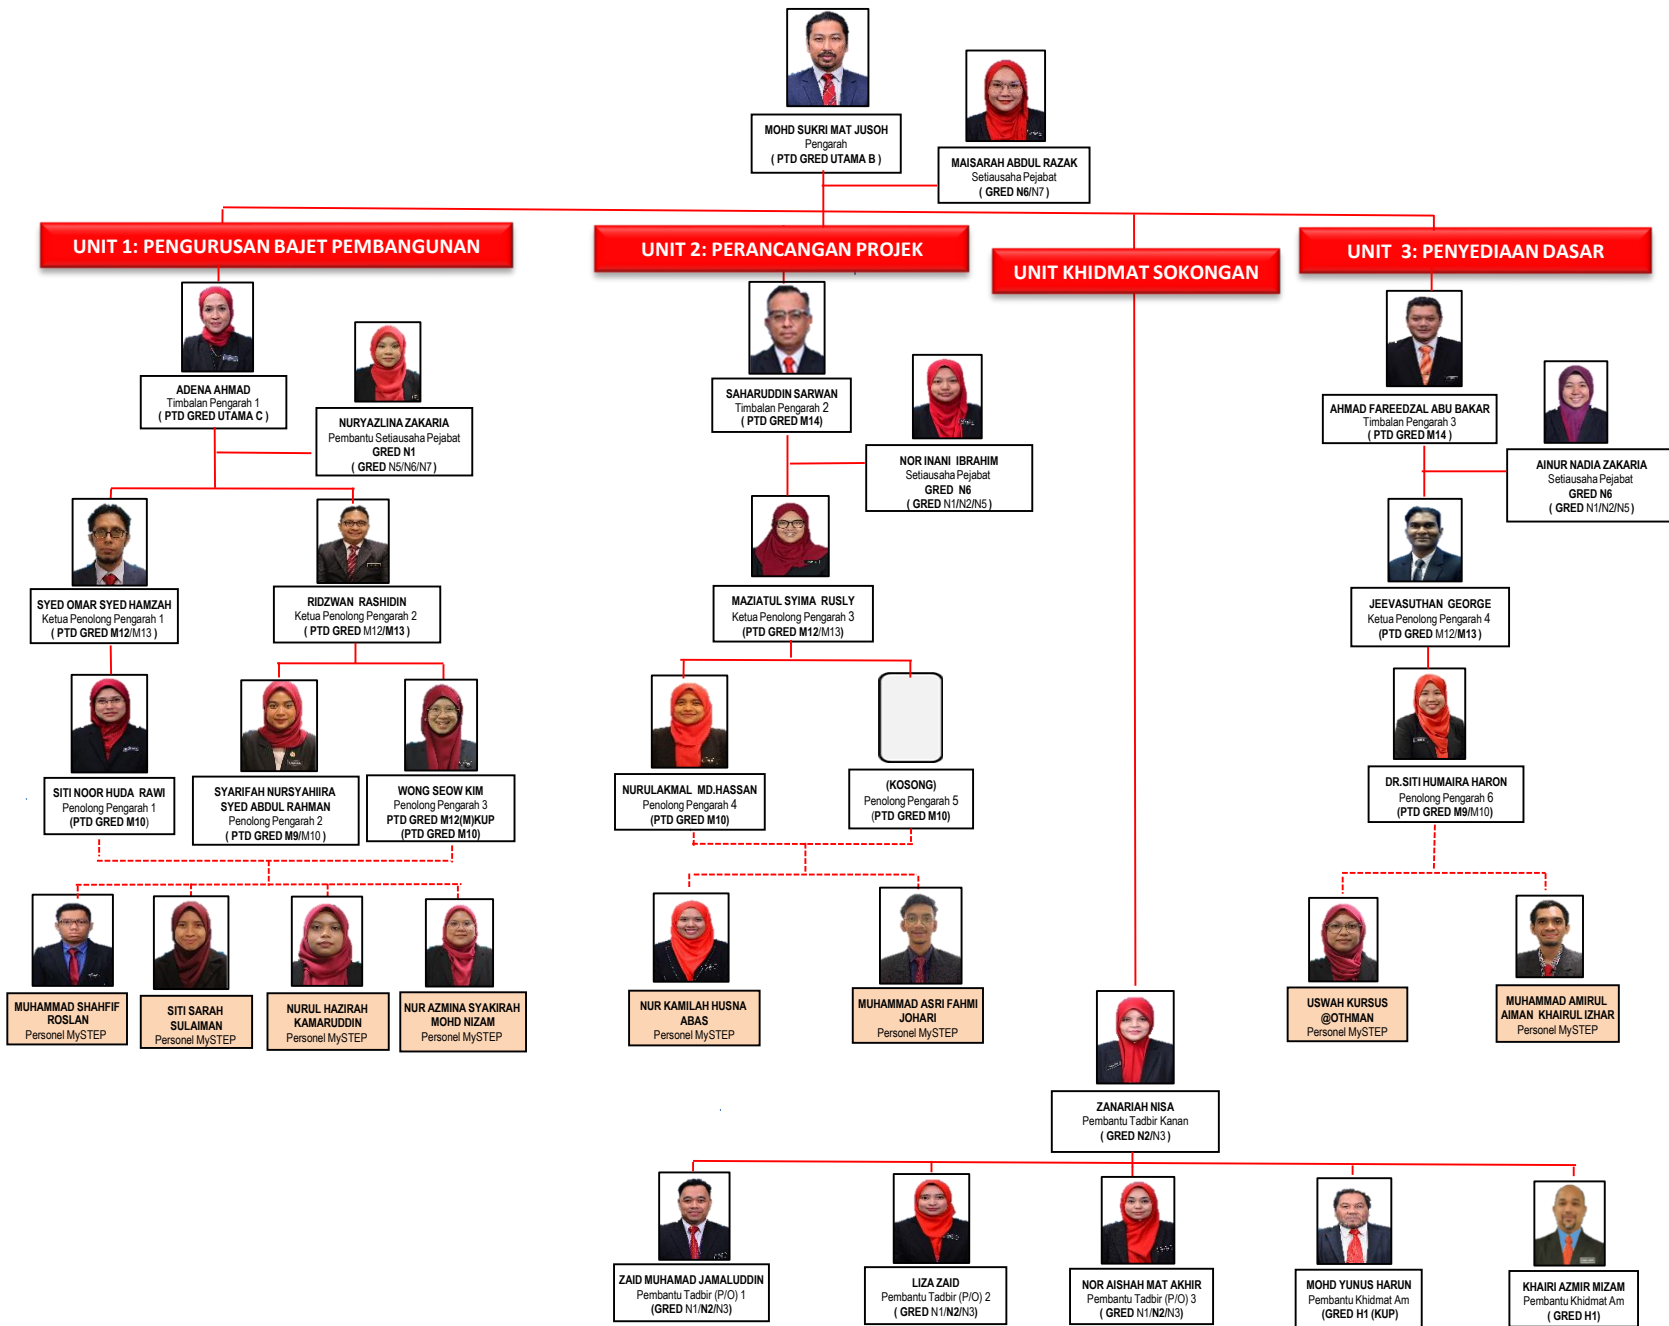 MOHD SUKRI MAT JUSOH
Pengarah
( PTD GRED UTAMA B )
MAISARAH ABDUL RAZAK
Setiausaha Pejabat
( GRED N6/N7 )
UNIT 1: PENGURUSAN BAJET PEMBANGUNAN
UNIT 2: PERANCANGAN PROJEK
UNIT KHIDMAT SOKONGAN
UNIT 3: PENYEDIAAN DASAR
ADENA AHMAD
Timbalan Pengarah 1
( PTD GRED UTAMA C )
NURYAZLINA ZAKARIA
Pembantu Setiausaha Pejabat
GRED N1
( GRED N5/N6/N7 )
SAHARUDDIN SARWAN
Timbalan Pengarah 2
( PTD GRED M14)
NOR INANI IBRAHIM
Setiausaha Pejabat
GRED N6
( GRED N1/N2/N5 )
AHMAD FAREEDZAL ABU BAKAR
Timbalan Pengarah 3
( PTD GRED M14 )
AINUR NADIA ZAKARIA
Setiausaha Pejabat
GRED N6
( GRED N1/N2/N5 )
SYED OMAR SYED HAMZAH
Ketua Penolong Pengarah 1
( PTD GRED M12/M13 )
RIDZWAN RASHIDIN
Ketua Penolong Pengarah 2
( PTD GRED M12/M13 )
MAZIATUL SYIMA RUSLY
Ketua Penolong Pengarah 3
(PTD GRED M12/M13)
JEEVASUTHAN GEORGE
Ketua Penolong Pengarah 4
(PTD GRED M12/M13)
SITI NOOR HUDA RAWI
Penolong Pengarah 1
(PTD GRED M10)
SYARIFAH NURSYAHIIRA
SYED ABDUL RAHMAN
Penolong Pengarah 2
( PTD GRED M9/M10 )
WONG SEOW KIM
Penolong Pengarah 3
PTD GRED M12(M)KUP
(PTD GRED M10)
NURULAKMAL MD.HASSAN
Penolong Pengarah 4
(PTD GRED M10)
(KOSONG)
Penolong Pengarah 5
(PTD GRED M10)
DR.SITI HUMAIRA HARON
Penolong Pengarah 6
(PTD GRED M9/M10)
MUHAMMAD SHAHFIF
ROSLAN
Personel MySTEP
SITI SARAH
SULAIMAN
Personel MySTEP
NURUL HAZIRAH
KAMARUDDIN
Personel MySTEP
NUR AZMINA SYAKIRAH
MOHD NIZAM
Personel MySTEP
NUR KAMILAH HUSNA
ABAS
Personel MySTEP
MUHAMMAD ASRI FAHMI
JOHARI
Personel MySTEP
USWAH KURSUS
@OTHMAN
Personel MySTEP
MUHAMMAD AMIRUL
AIMAN KHAIRUL IZHAR
Personel MySTEP
ZANARIAH NISA
Pembantu Tadbir Kanan
( GRED N2/N3 )
ZAID MUHAMAD JAMALUDDIN
Pembantu Tadbir (P/O) 1
(GRED N1/N2/N3)
LIZA ZAID
Pembantu Tadbir (P/O) 2
( GRED N1/N2/N3)
NOR AISHAH MAT AKHIR
Pembantu Tadbir (P/O) 3
( GRED N1/N2/N3)
MOHD YUNUS HARUN
Pembantu Khidmat Am
(GRED H1 (KUP)
KHAIRI AZMIR MIZAM
Pembantu Khidmat Am
( GRED H1)